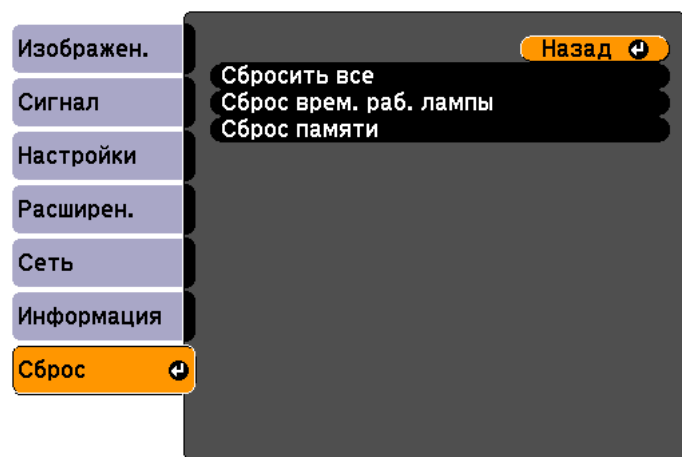 Изображен.
Сигнал
Настройки
Расширен.
Сеть
Информация
Сброс
Назад
Сбросить все
Сброс врем. раб. лампы
Сброс памяти